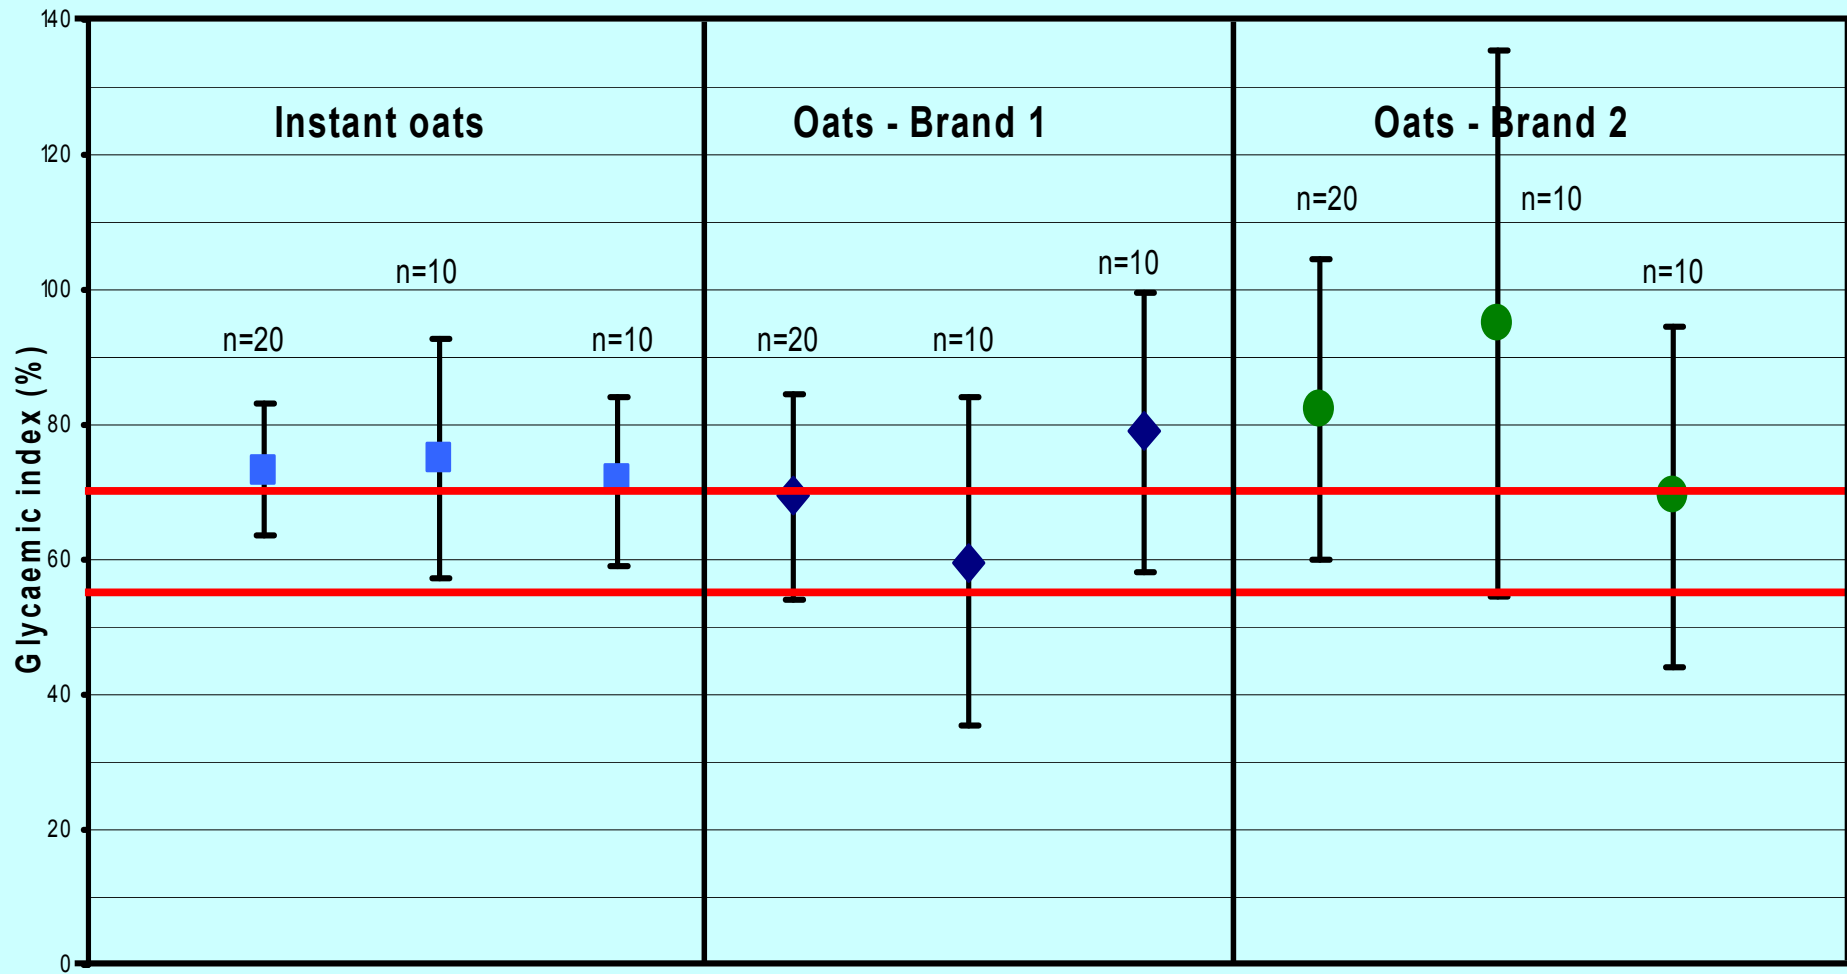 140
120
100
80
60
40
20
0
Glycaemic index (%)
Instant oats
n=20
n=10
n=10
Oats - Brand 1
n=20
n=10
n=10
Oats - Brand 2
n=20
n=10
n=10